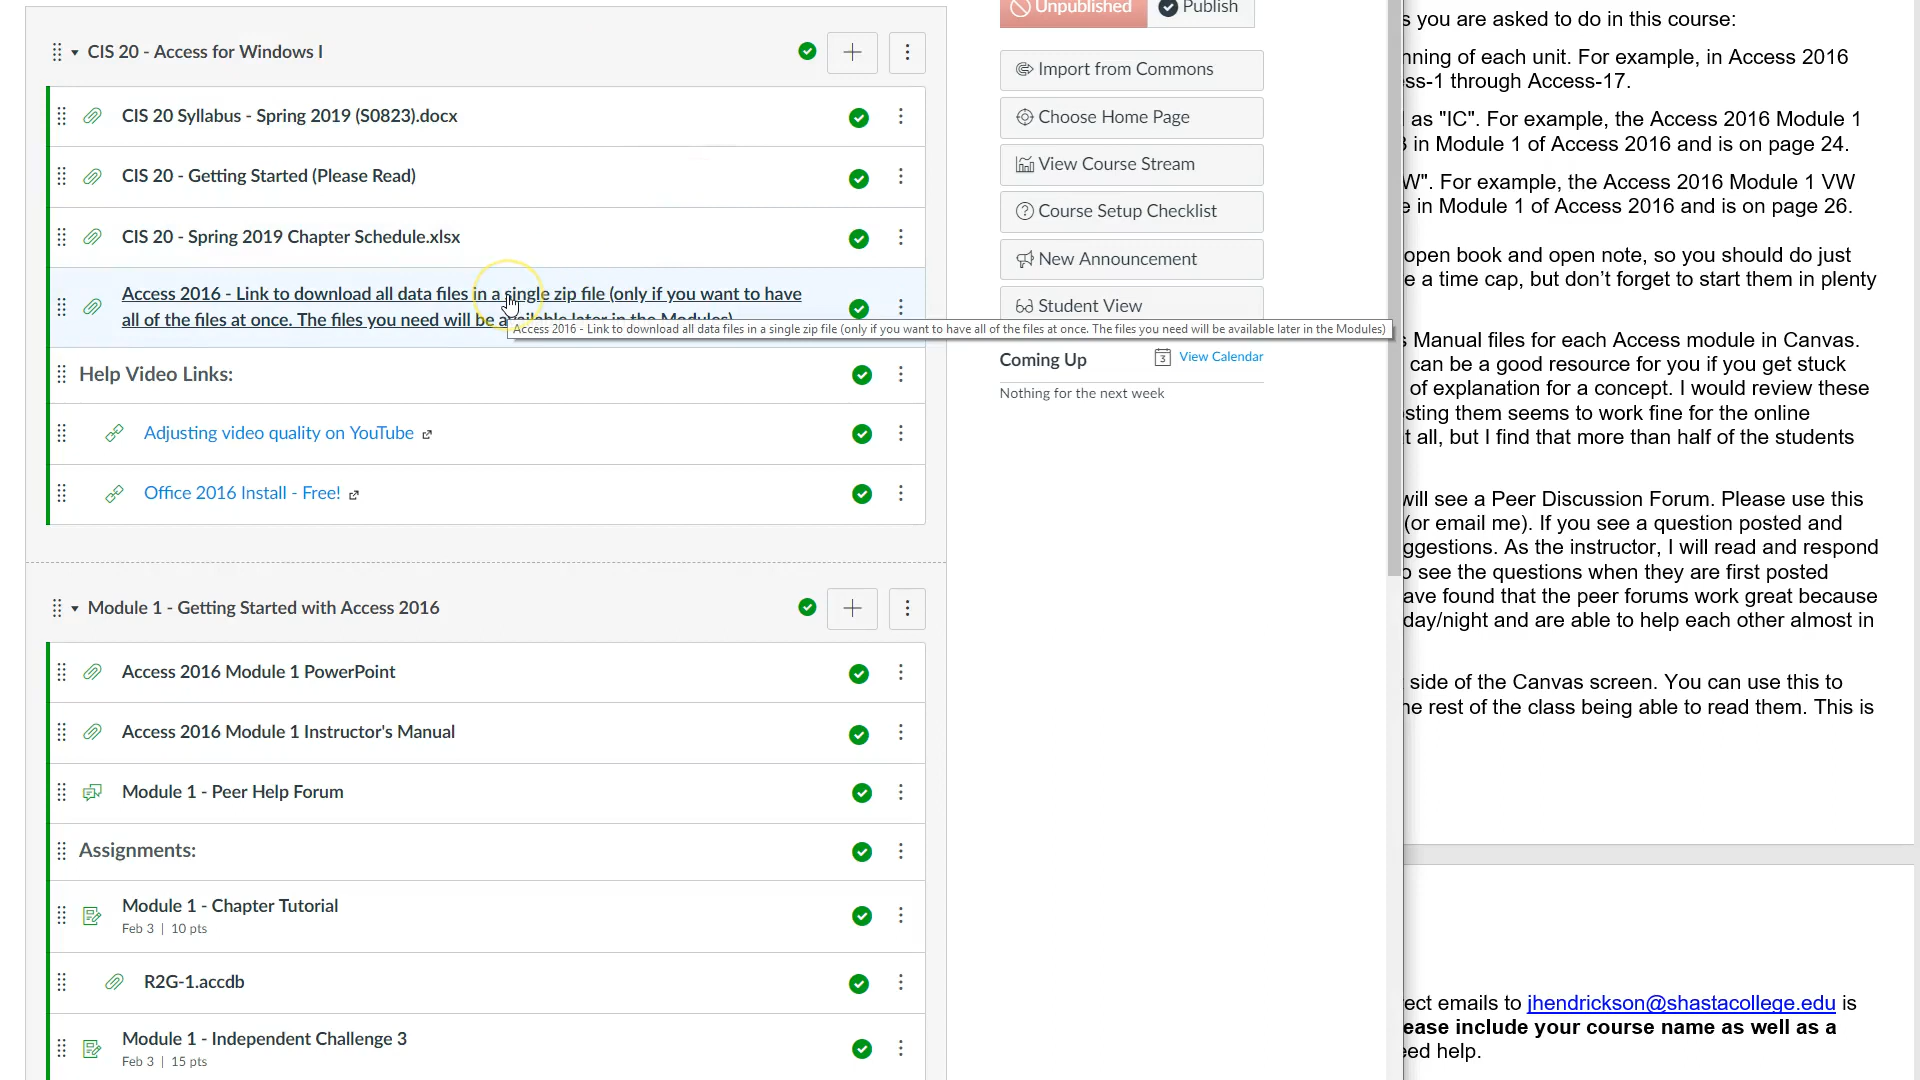 CIS 20 - Access for Windows I
CIS 20 Syllabus - Spring 2019 (S0823).docx
CIS 20 - Getting Started (Please Read)
CIS 20 - Spring 2019 Chapter Schedule.xlsx
Access 2016 - Link to download all data files in a single zip file (only if you want to have
all of the files at once. The files you need will be available later in the Modules)
Access 2016 - Link to download all data files in a single zip file (only if you want to have all of the files at once. The files you need will be available later in the Modules)
Help Video Links:
Adjusting video quality on YouTube
Office 2016 Install - Free!
Module 1 - Getting Started with Access 2016
Access 2016 Module 1 PowerPoint
Access 2016 Module 1 Instructor's Manual
Module 1 - Peer Help Forum
Assignments:
Module 1 - Chapter Tutorial
Feb 3 | 10 pts
R2G-1.accdb
Module 1 - Independent Challenge 3
Feb 3 | 15 pts
Unpublished
Publish
Import from Commons
Choose Home Page
View Course Stream
Course Setup Checklist
New Announcement
Student View
Coming Up
3
View Calendar
Nothing for the next week
s you are asked to do in this course:
nning of each unit. For example, in Access 2016
ss-1 through Access-17.
as "IC". For example, the Access 2016 Module 1
in Module 1 of Access 2016 and is on page 24.
W". For example, the Access 2016 Module 1 VW
e in Module 1 of Access 2016 and is on page 26.
open book and open note, so you should do just
e a time cap, but don’t forget to start them in plenty
s Manual files for each Access module in Canvas.
can be a good resource for you if you get stuck
of explanation for a concept. I would review these
sting them seems to work fine for the online
t all, but I find that more than half of the students
will see a Peer Discussion Forum. Please use this
(or email me). If you see a question posted and
ggestions. As the instructor, I will read and respond
o see the questions when they are first posted
ave found that the peer forums work great because
day/night and are able to help each other almost in
side of the Canvas screen. You can use this to
he rest of the class being able to read them. This is
rect emails to jhendrickson@shastacollege.edu is
ease include your course name as well as a
eed help.